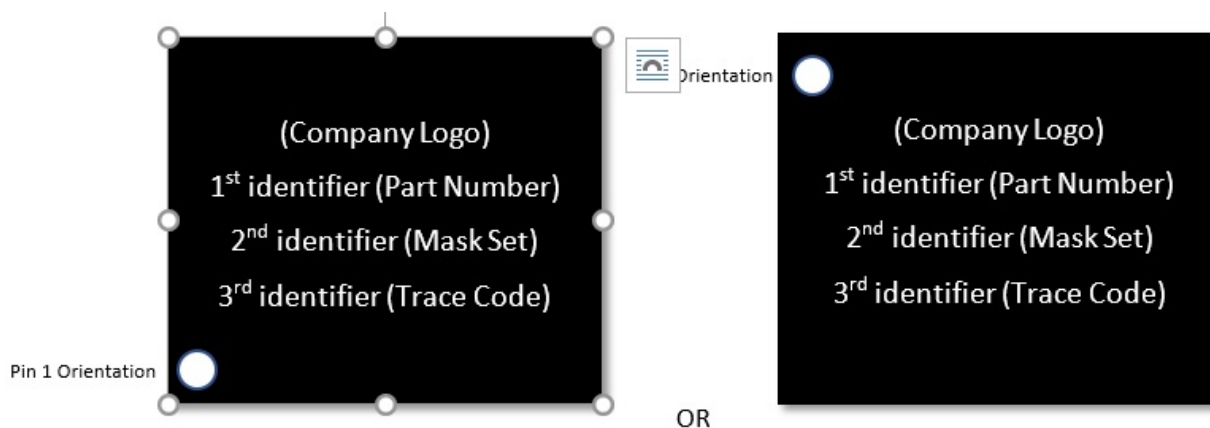 (Company Logo)
1st identifier (Part Number)
2nd identifier (Mask Set)
3rd identifier (Trace Code)
Pin 1 Orientation
OR
Orientation
(Company Logo)
1st identifier (Part Number)
2nd identifier (Mask Set)
3rd identifier (Trace Code)